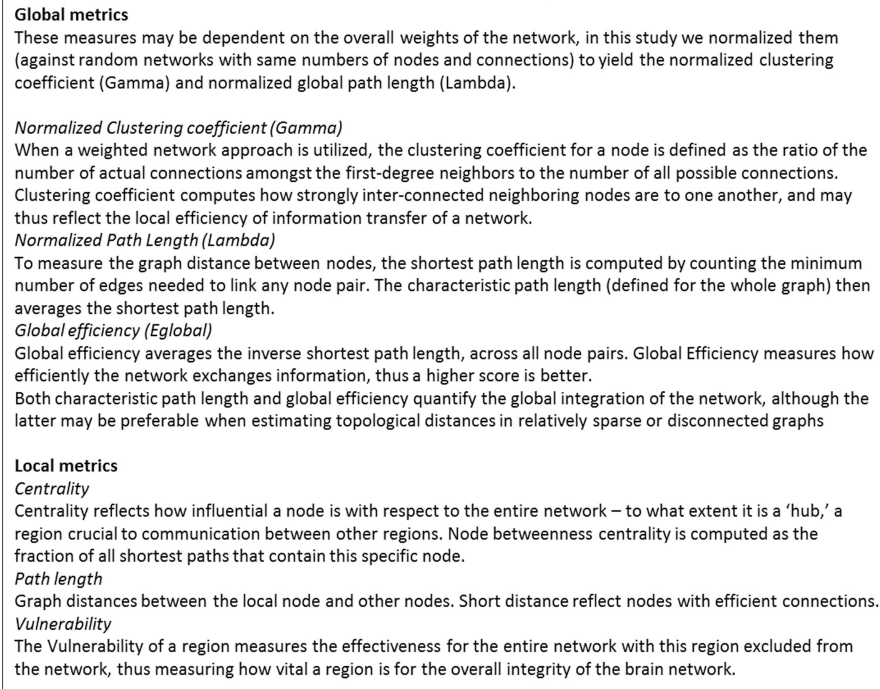 Global metrics
These measures may be dependent on the overall weights of the network, in this study we normalized them
(against random networks with same numbers of nodes and connections) to yield the normalized clustering
coefficient (Gamma) and normalized global path length (Lambda).
Normalized Clustering coefficient (Gamma)
When a weighted network approach is utilized, the clustering coefficient for a node is defined as the ratio of the
number of actual connections amongst the first-degree neighbors to the number of all possible connections.
Clustering coefficient computes how strongly inter-connected neighboring nodes are to one another, and may
thus reflect the local efficiency of information transfer of a network.
Normalized Path Length (Lambda)
To measure the graph distance between nodes, the shortest path length is computed by counting the minimum
number of edges needed to link any node pair. The characteristic path length (defined for the whole graph) then
averages the shortest path length.
Global efficiency (Eglobal)
Global efficiency averages the inverse shortest path length, across all node pairs. Global Efficiency measures how
efficiently the network exchanges information, thus a higher score is better.
Both characteristic path length and global efficiency quantify the global integration of the network, although the
latter may be preferable when estimating topological distances in relatively sparse or disconnected graphs
Local metrics
Centrality
Centrality reflects how influential a node is with respect to the entire network – to what extent it is a ‘hub,’ a
region crucial to communication between other regions. Node betweenness centrality is computed as the
fraction of all shortest paths that contain this specific node.
Path length
Graph distances between the local node and other nodes. Short distance reflect nodes with efficient connections.
Vulnerability
The Vulnerability of a region measures the effectiveness for the entire network with this region excluded from
the network, thus measuring how vital a region is for the overall integrity of the brain network.